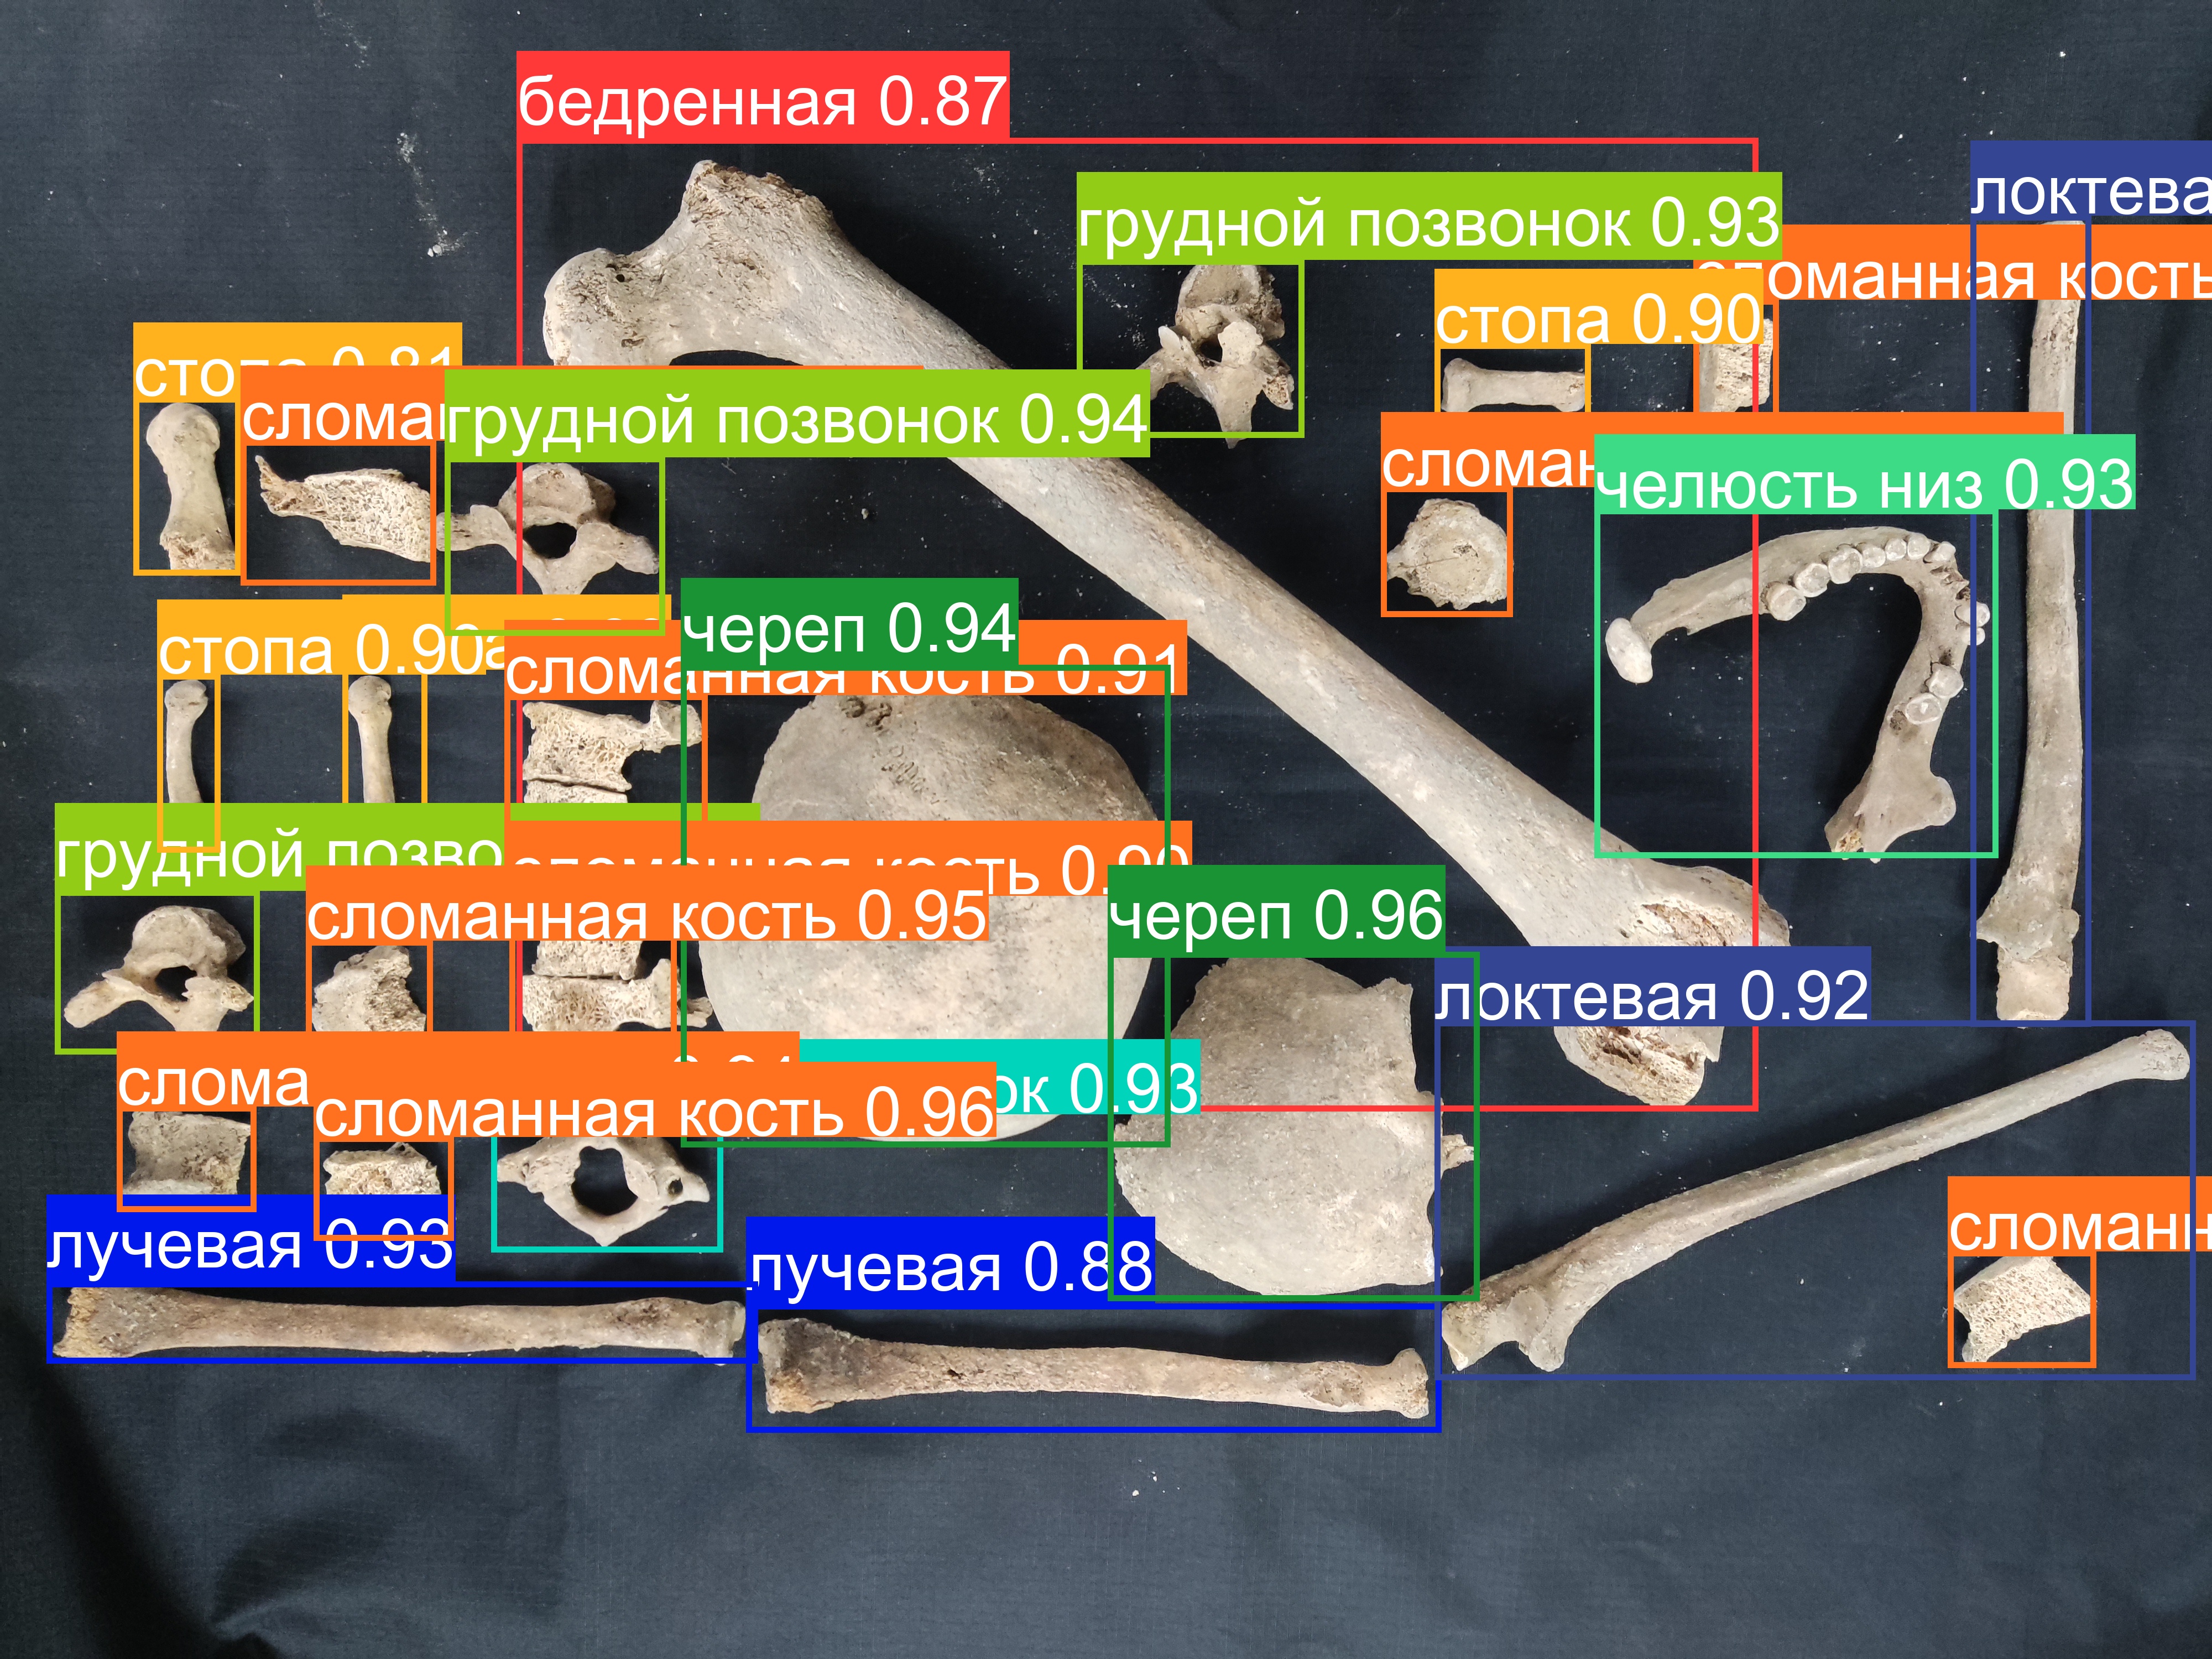 бедренная 0.87
локтева
грудной позвонок 0.93
ломанная кость
стопа 0.90
стопа 0.81
слома
грудной позвонок 0.94
сломан
челюсть низ 0.93
стопа 0.90
череп 0.94
сломанная кость 0.91
грудной позво
сломанная кость 0.90
сломанная кость 0.95
череп 0.96
локтевая 0.92
слома
ок 0.93
сломанная кость 0.96
лучевая 0.93
лучевая 0.88
сломанн